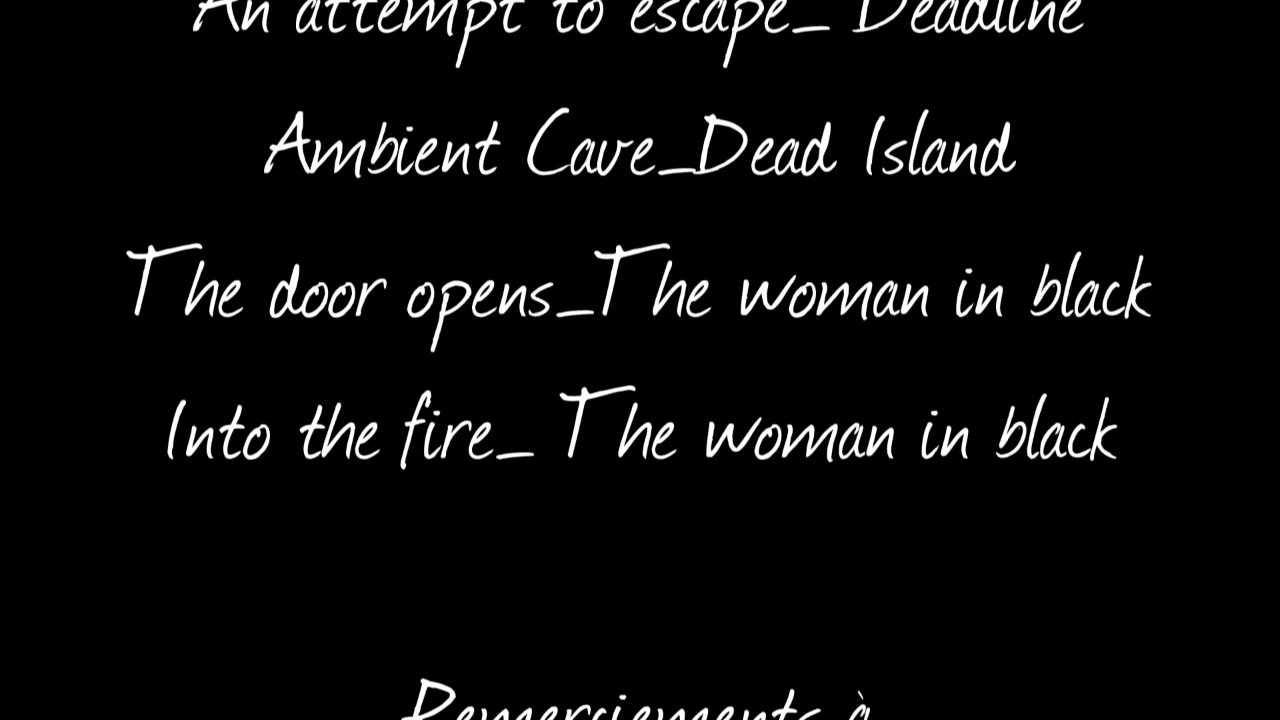 An attempt to escape_ Deadline
Ambient Cave_Dead Island
The door opens_The woman in black
Into the fire_ The woman in black
Remerciements à